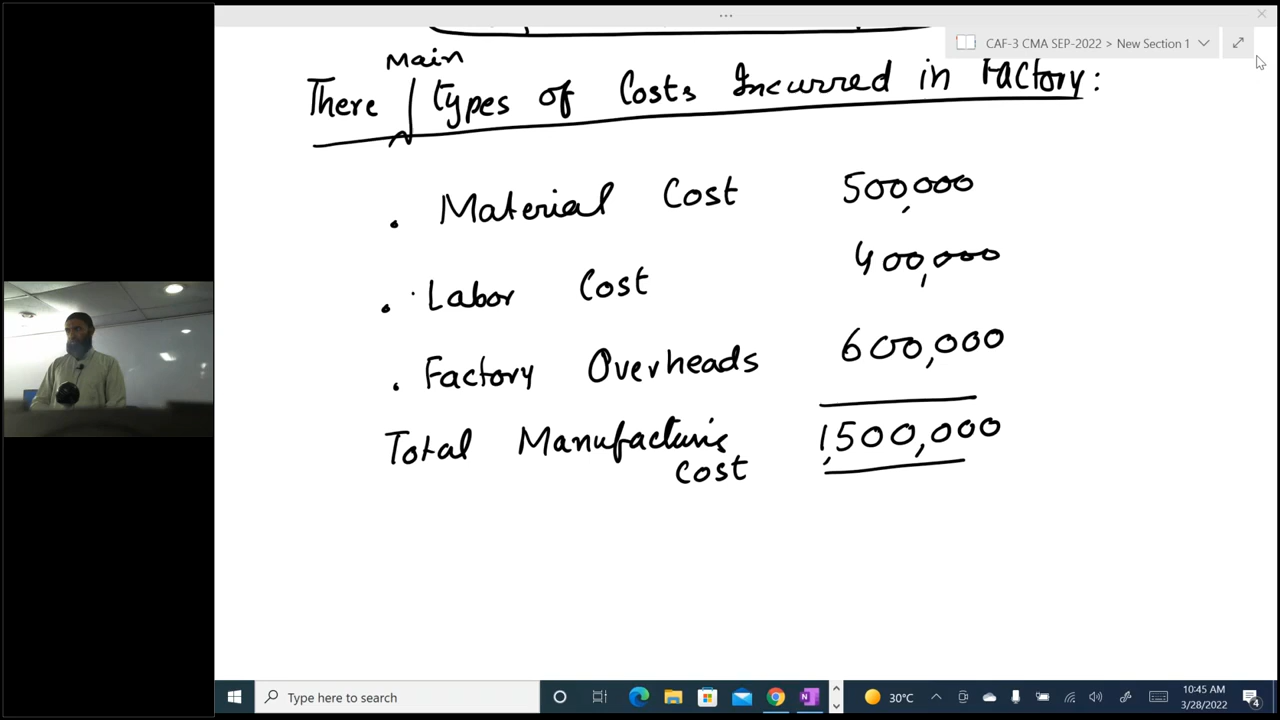 CAF-3 CMA SEP-2022 > New Section 1
Main
There types of Costs Incurred in Factory:
. Material Cost 500,000
. Labor Cost 400,000
. Factory Overheads 600,000
Total Manufacturing 1,500,000
Cost
Type here to search
30°C
10:45 AM
3/28/2022
4